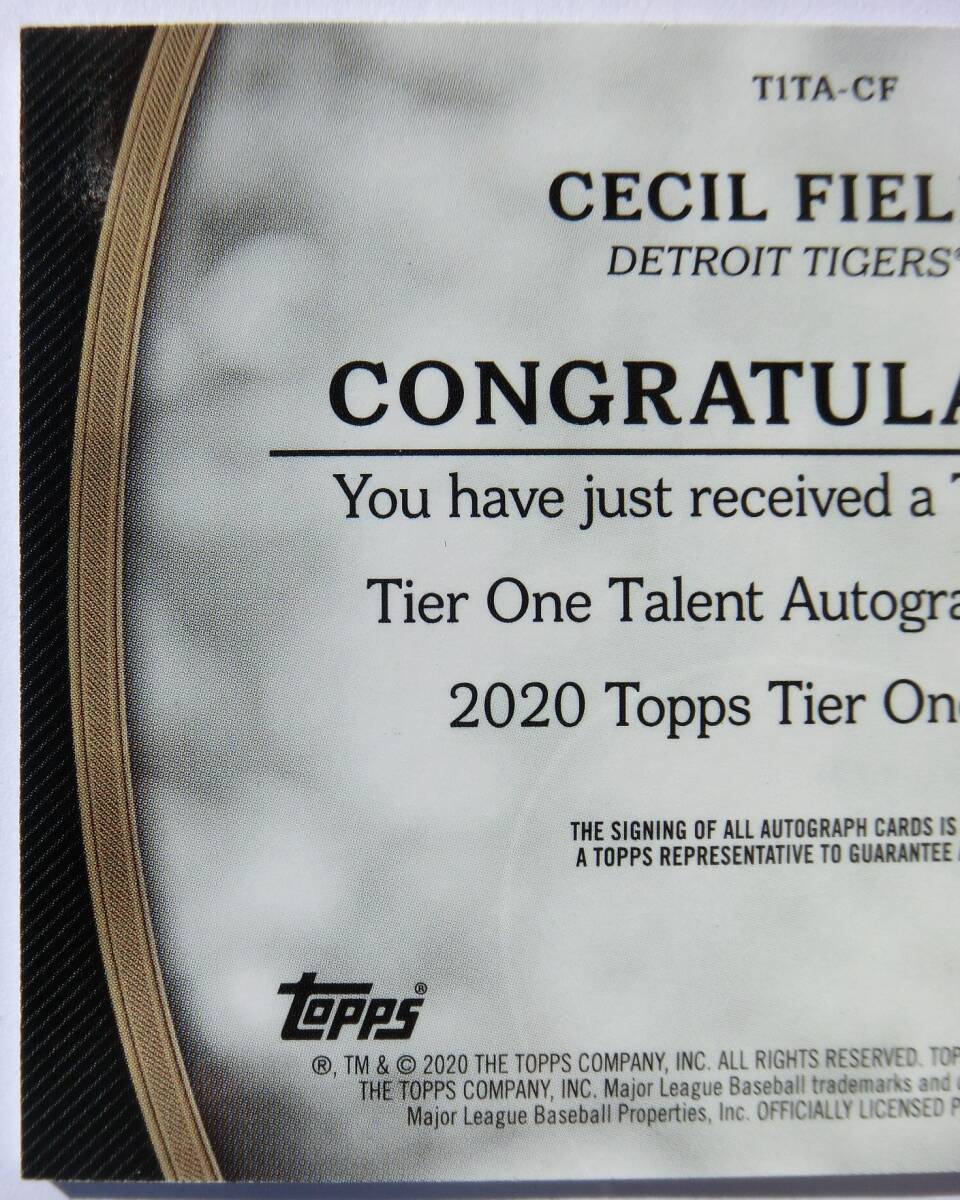 T1TA-CF
CECIL FIEL
DETROIT TIGERS®
CONGRATULA
You have just received a
Tier One Talent Autogra
2020 Topps Tier On
THE SIGNING OF ALL AUTOGRAPH CARDS IS
A TOPPS REPRESENTATIVE TO GUARANTEE
TOPPS®
®, TM & © 2020 THE TOPPS COMPANY, INC. ALL RIGHTS RESERVED. TOP
THE TOPPS COMPANY, INC. Major League Baseball trademarks and
Major League Baseball Properties, Inc. OFFICIALLY LICENSED P